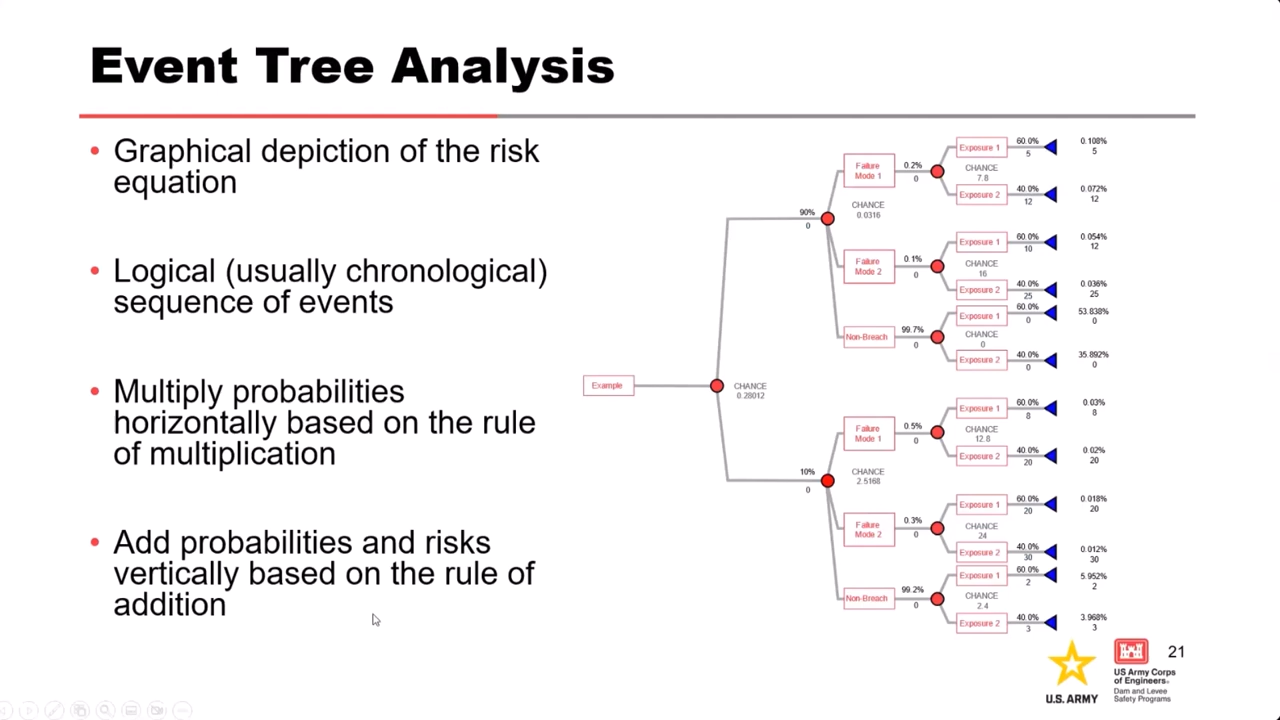 Event Tree Analysis
• Graphical depiction of the risk
equation
• Logical (usually chronological)
sequence of events
• Multiply probabilities
horizontally based on the rule
of multiplication
• Add probabilities and risks
vertically based on the rule of
addition
Example
CHANCE
0.28012
90%
0
Failure
Mode 1
0.2%
0
CHANCE
0.0316
Exposure 1
60.0%
5
0.108%
5
CHANCE
7.8
Exposure 2
40.0%
12
0.072%
12
Failure
Mode 2
0.1%
0
Exposure 1
60.0%
10
0.054%
12
CHANCE
16
Exposure 2
40.0%
25
0.036%
25
Non-Breach
99.7%
0
Exposure 1
60.0%
0
53.838%
0
CHANCE
0
Exposure 2
40.0%
0
35.892%
0
10%
0
Failure
Mode 1
0.5%
0
CHANCE
2.5168
Exposure 1
60.0%
8
0.03%
8
CHANCE
12.8
Exposure 2
40.0%
20
0.02%
20
Failure
Mode 2
0.3%
0
Exposure 1
60.0%
20
0.018%
20
CHANCE
24
Exposure 2
40.0%
30
0.012%
30
Non-Breach
99.2%
0
Exposure 1
60.0%
2
5.952%
2
CHANCE
2.4
Exposure 2
40.0%
3
3.968%
3
U.S. ARMY
US Army Corps
of Engineers®
Dam and Levee
Safety Programs
21